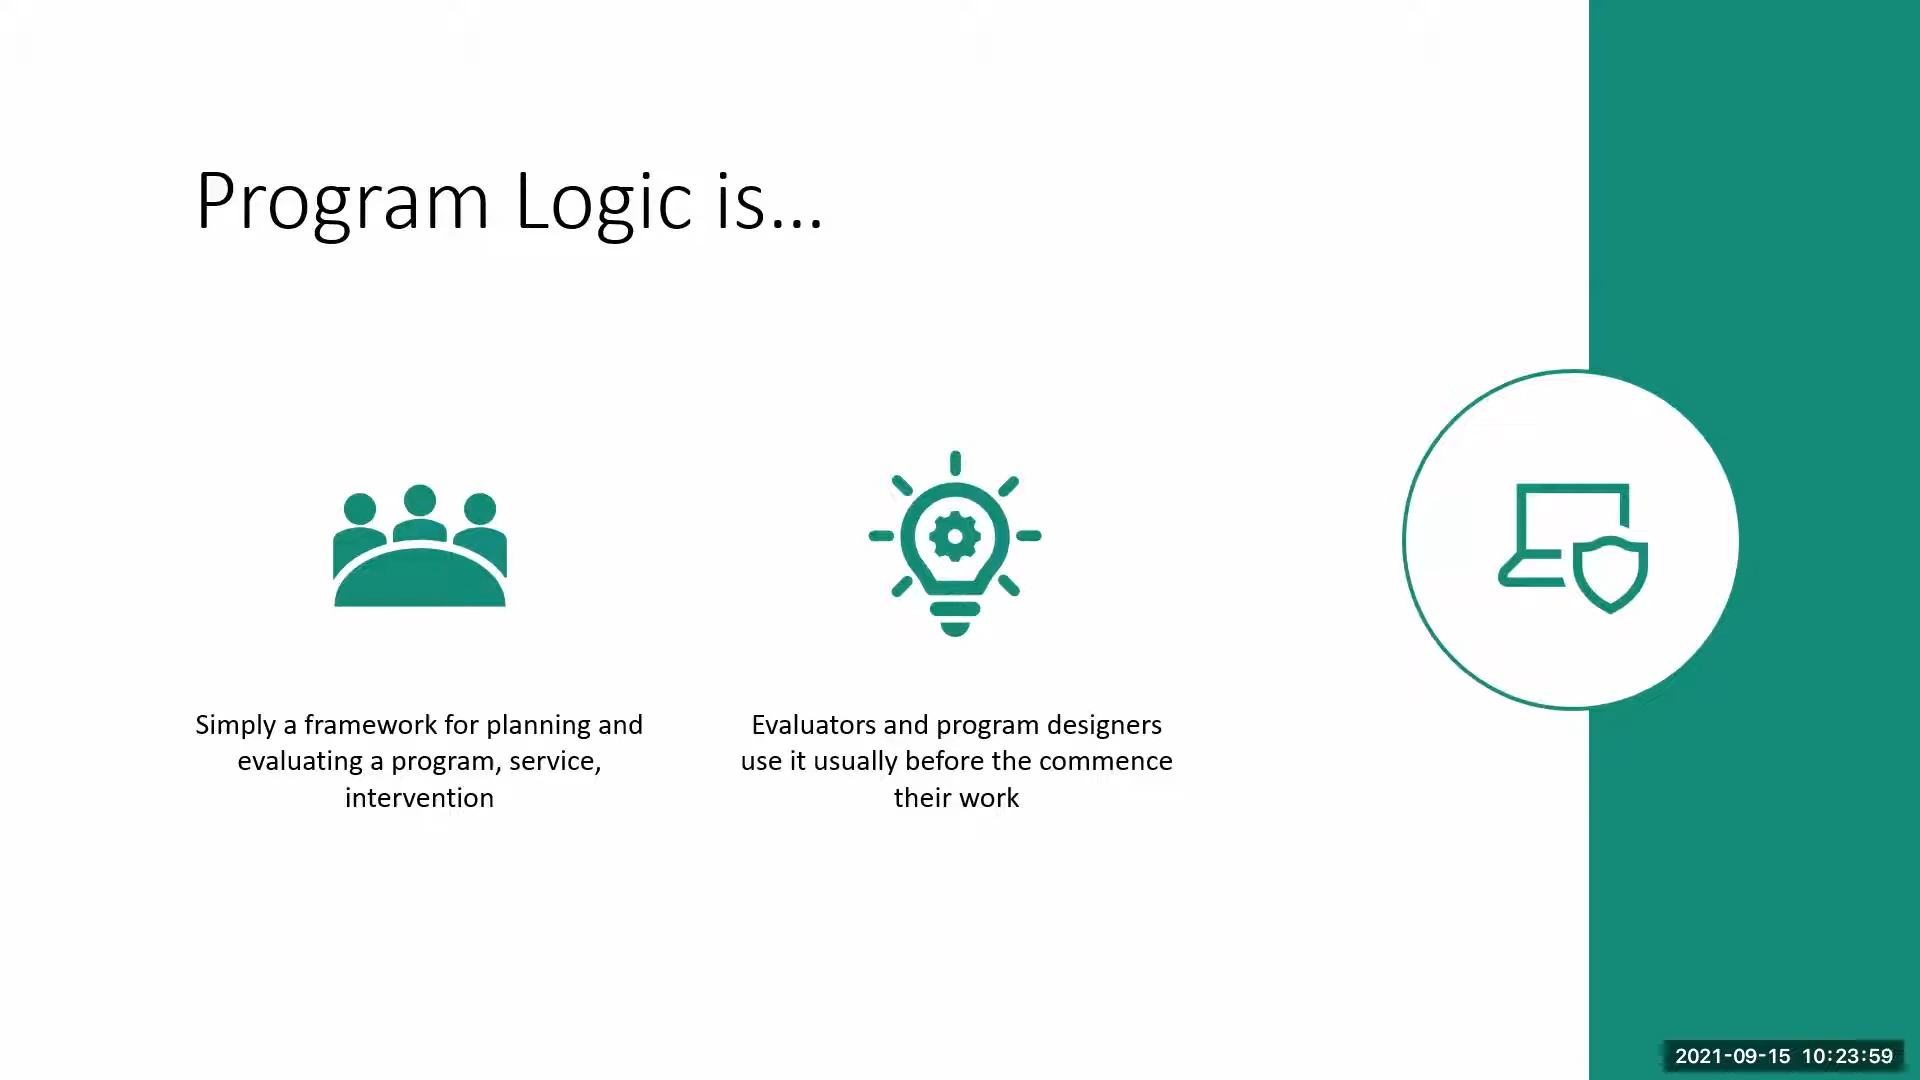 Program Logic is...
Simply a framework for planning and
evaluating a program, service,
intervention
Evaluators and program designers
use it usually before the commence
their work
2021-09-15 10:23:59